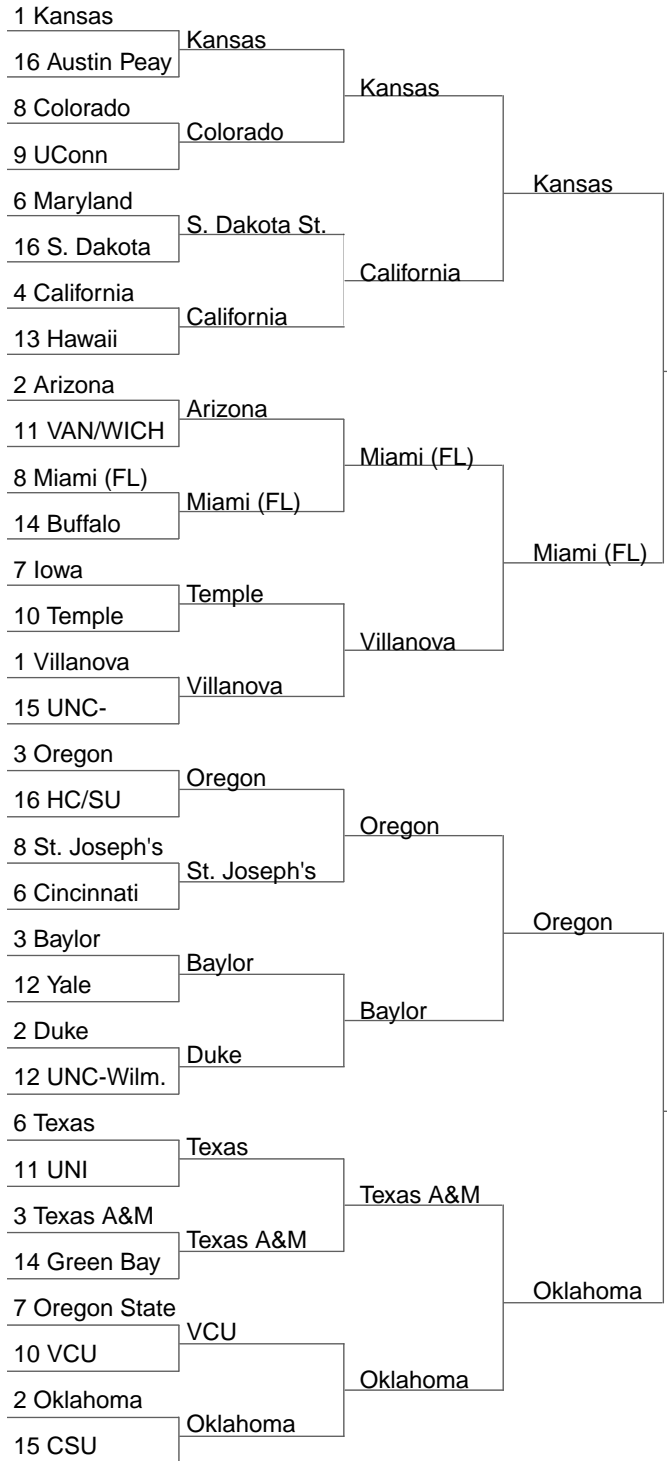 1 Kansas
16 Austin Peay
8 Colorado
9 UConn
6 Maryland
16 S. Dakota
4 California
13 Hawaii
2 Arizona
11 VAN/WICH
8 Miami (FL)
14 Buffalo
7 Iowa
10 Temple
1 Villanova
15 UNC-
3 Oregon
16 HC/SU
8 St. Joseph's
6 Cincinnati
3 Baylor
12 Yale
2 Duke
12 UNC-Wilm.
6 Texas
11 UNI
3 Texas A&M
14 Green Bay
7 Oregon State
10 VCU
2 Oklahoma
15 CSU
Kansas
Colorado
S. Dakota St.
California
Arizona
Miami (FL)
Temple
Villanova
Oregon
St. Joseph's
Baylor
Duke
Texas
Texas A&M
VCU
Oklahoma
Kansas
California
Miami (FL)
Villanova
Oregon
Baylor
Texas A&M
Oklahoma
Kansas
Miami (FL)
Oregon
Oklahoma